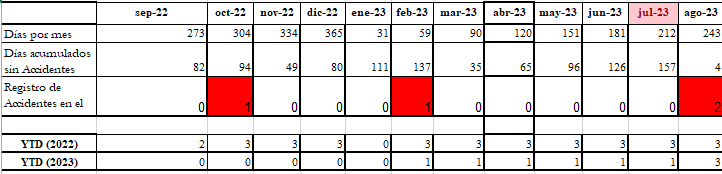 sep-22 oct-22 nov-22 dic-22 ene-23 feb-23 mar-23 abr-23 may-23 jun-23 jul-23 ago-23
Días por mes 273 304 334 365 31 59 90 120 151 181 212 243
Días acumulados
sin Accidentes 82 94 49 80 111 137 35 65 96 126 157 4
Registro de
Accidentes en el 0 1 0 0 0 1 0 0 0 0 0 2
YTD (2022) 2 3 3 3 0 3 3 3 3 3 3 3
YTD (2023) 0 0 0 0 0 1 1 1 1 1 1 3